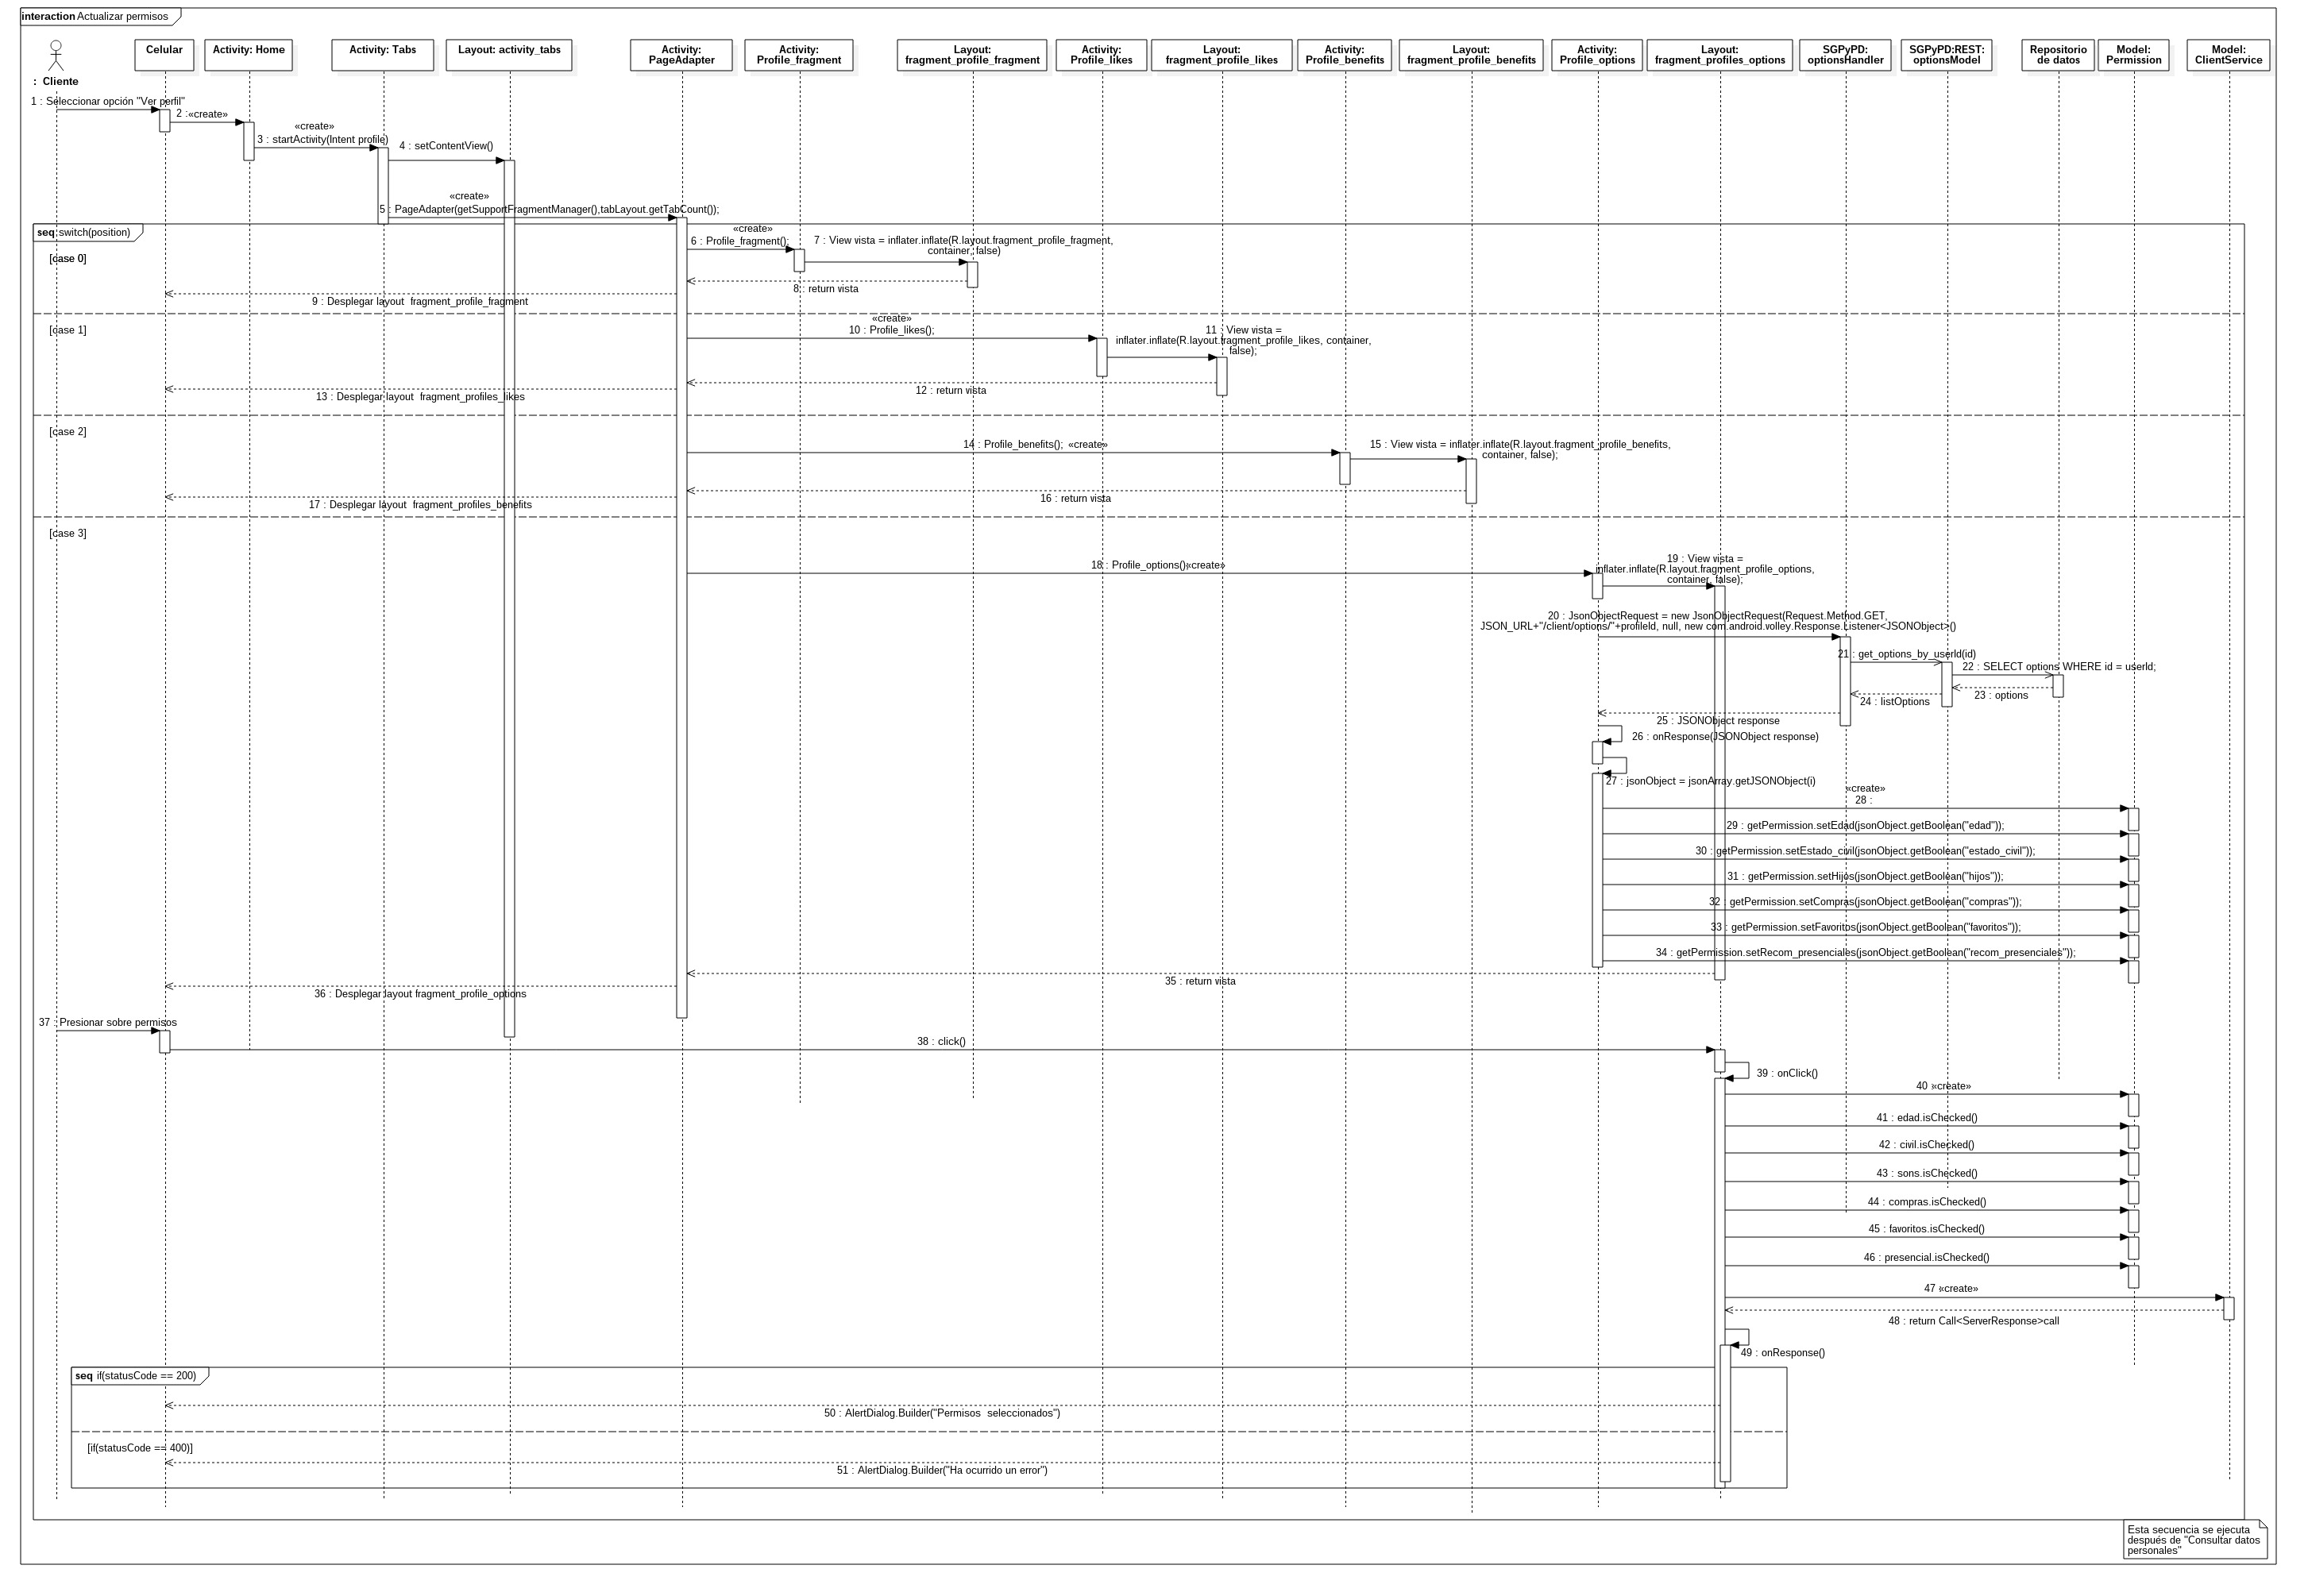 interaction Actualizar permisos
: Cliente
Celular
Activity: Home
Activity: Tabs
Layout: activity_tabs
Activity:
PageAdapter
Activity:
Profile_fragment
Layout:
fragment_profile_fragment
Activity:
Profile_likes
Layout:
fragment_profile_likes
Activity:
Profile_benefits
Layout:
fragment_profile_benefits
Activity:
Profile_options
Layout:
fragment_profiles_options
SGPyPD:
optionsHandler
SGPyPD:REST:
optionsModel
Repositorio
de datos
Model:
Permission
Model:
ClientService
1 : Seleccionar opción "Ver perfil"
2 : «create»
«create»
3 : startActivity(Intent profile)
4 : setContentView()
«create»
5 : PageAdapter(getSupportFragmentManager(),tabLayout.getTabCount());
seq switch(position)
[case 0]
«create»
6 : Profile_fragment();
7 : View vista = inflater.inflate(R.layout.fragment_profile_fragment,
container, false)
8 : return vista
9 : Desplegar layout  fragment_profile_fragment
[case 1]
«create»
10 : Profile_likes();
11 : View vista =
inflater.inflate(R.layout.fragment_profile_likes, container,
false);
12 : return vista
13 : Desplegar layout  fragment_profiles_likes
[case 2]
14 : Profile_benefits(); «create»
15 : View vista = inflater.inflate(R.layout.fragment_profile_benefits,
container, false);
16 : return vista
17 : Desplegar layout  fragment_profiles_benefits
[case 3]
18 : Profile_options() «create»
19 : View vista =
inflater.inflate(R.layout.fragment_profile_options,
container, false);
20 : JsonObjectRequest = new JsonObjectRequest(Request.Method.GET,
JSON_URL+"/client/options/"+profileId, null, new com.android.volley.Response.Listener<JSONObject>()
21 : get_options_by_userId(id)
22 : SELECT options WHERE id = userId;
23 : options
24 : listOptions
25 : JSONObject response
26 : onResponse(JSONObject response)
27 : jsonObject = jsonArray.getJSONObject(i)
«create»
28 :
29 : getPermission.setEdad(jsonObject.getBoolean("edad"));
30 : getPermission.setEstado_civil(jsonObject.getBoolean("estado_civil"));
31 : getPermission.setHijos(jsonObject.getBoolean("hijos"));
32 : getPermission.setCompras(jsonObject.getBoolean("compras"));
33 : getPermission.setFavoritos(jsonObject.getBoolean("favoritos"));
34 : getPermission.setRecom_presenciales(jsonObject.getBoolean("recom_presenciales"));
35 : return vista
36 : Desplegar layout fragment_profile_options
37 : Presionar sobre permisos
38 : click()
39 : onClick()
40 : «create»
41 : edad.isChecked()
42 : civil.isChecked()
43 : sons.isChecked()
44 : compras.isChecked()
45 : favoritos.isChecked()
46 : presencial.isChecked()
47 : «create»
48 : return Call<ServerResponse>call
49 : onResponse()
seq if(statusCode == 200)
50 : AlertDialog.Builder("Permisos  seleccionados")
[if(statusCode == 400)]
51 : AlertDialog.Builder("Ha ocurrido un error")
Esta secuencia se ejecuta
después de "Consultar datos
personales"